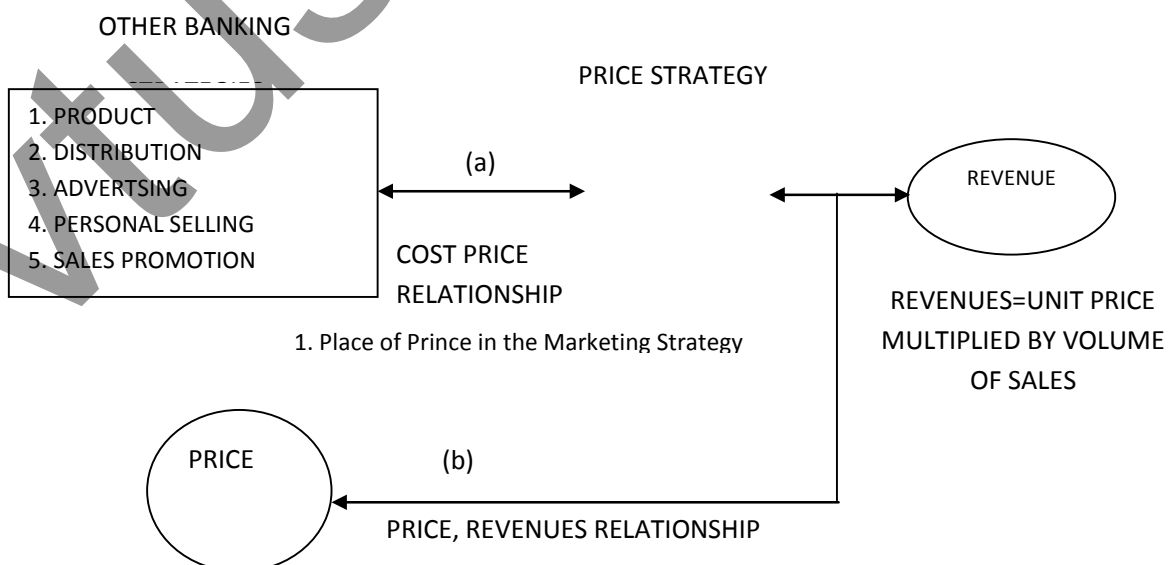 OTHER BANKING
PRICE STRATEGY
1. PRODUCT
2. DISTRIBUTION
3. ADVERTSING
4. PERSONAL SELLING
5. SALES PROMOTION
(a)
COST PRICE
RELATIONSHIP
REVENUE
REVENUES=UNIT PRICE
MULTIPLIED BY VOLUME
OF SALES
1. Place of Prince in the Marketing Strategy
PRICE
(b)
PRICE, REVENUES RELATIONSHIP